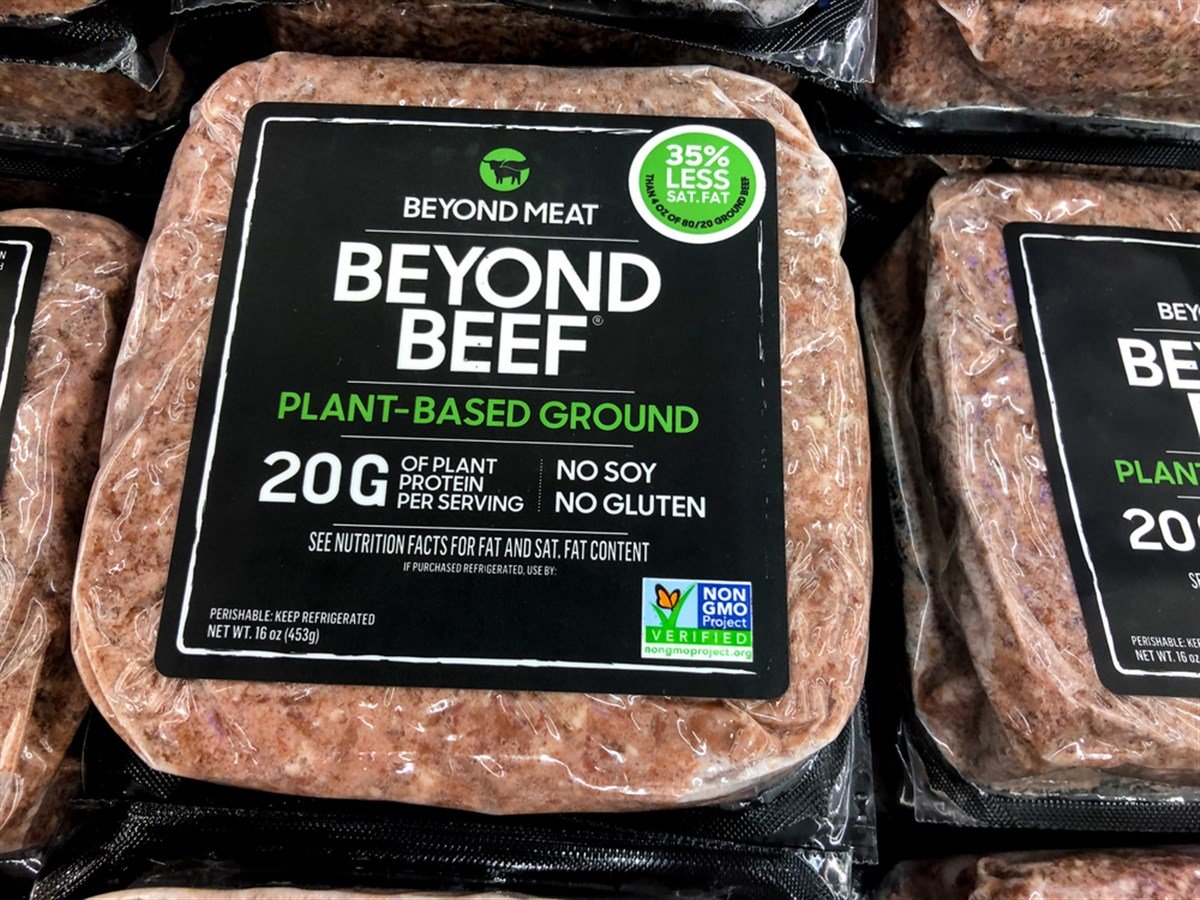 BEYOND MEAT
35%
LESS
SAT. FAT
THAN 4 OZ OF 80/20 GROUND BEEF
BEYOND
BEEF®
PLANT-BASED GROUND
20G
OF PLANT
PROTEIN
PER SERVING
NO SOY
NO GLUTEN
SEE NUTRITION FACTS FOR FAT AND SAT. FAT CONTENT
IF PURCHASED REFRIGERATED, USE BY:
PERISHABLE: KEEP REFRIGERATED
NET WT. 16 oz (453g)
NON
GMO
Project
VERIFIED
nongmoproject.org
BEY
BE
PLAN
20
PERISHABLE: KE
NET WT. 16 oz